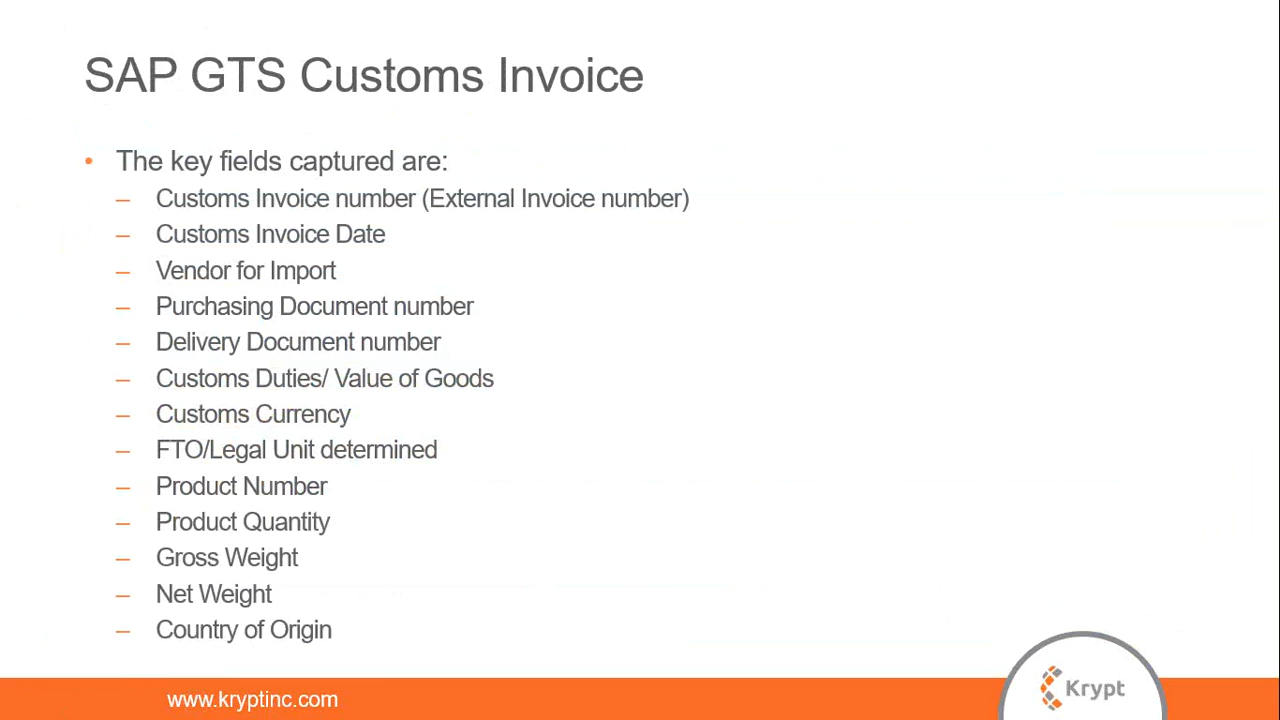 SAP GTS Customs Invoice
• The key fields captured are:
– Customs Invoice number (External Invoice number)
– Customs Invoice Date
– Vendor for Import
– Purchasing Document number
– Delivery Document number
– Customs Duties/ Value of Goods
– Customs Currency
– FTO/Legal Unit determined
– Product Number
– Product Quantity
– Gross Weight
– Net Weight
– Country of Origin
www.kryptinc.com
Krypt